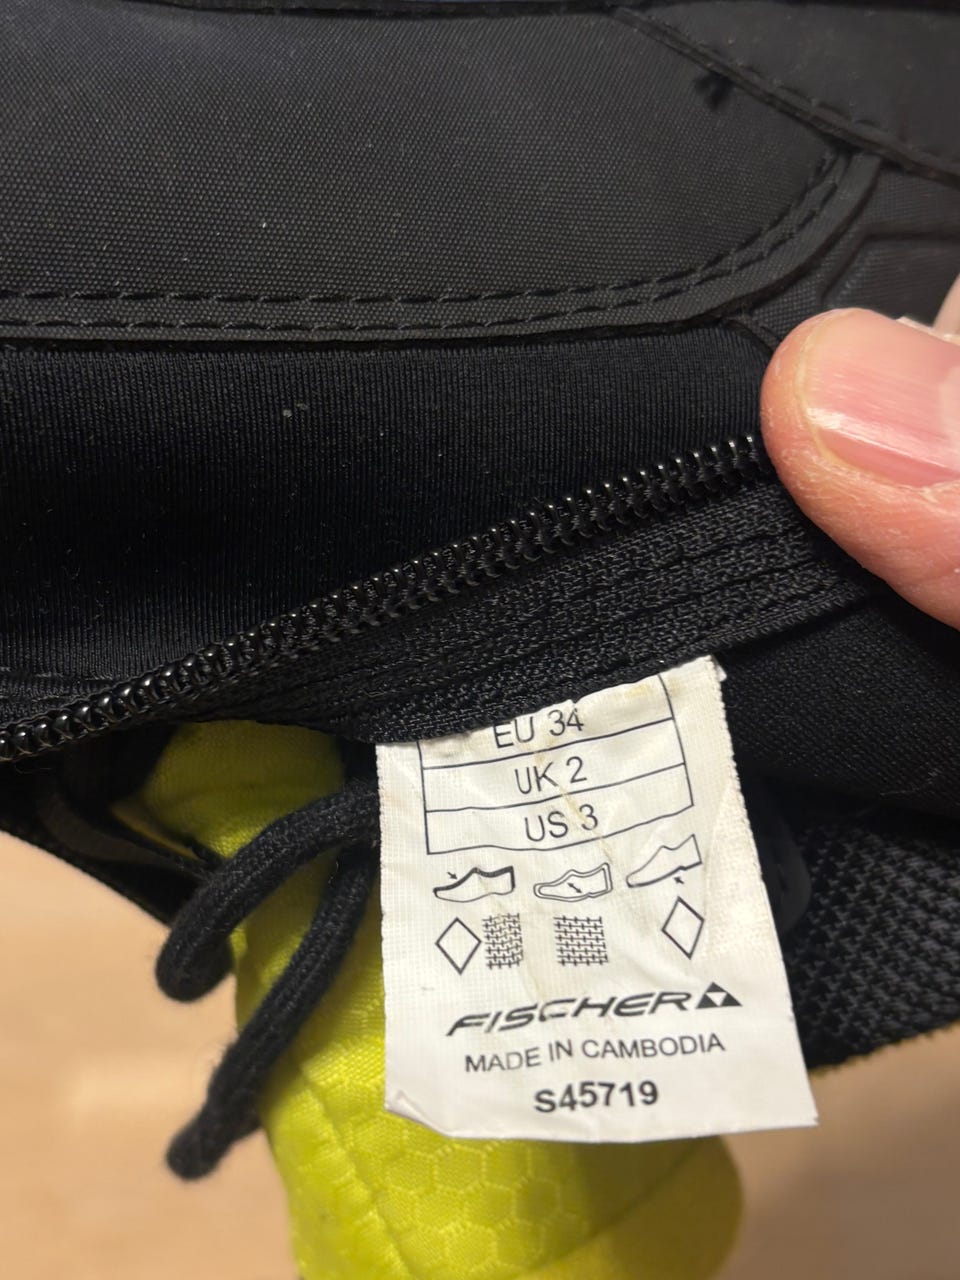 EU 34
UK 2
US 3
FISCHER
MADE IN CAMBODIA
S45719